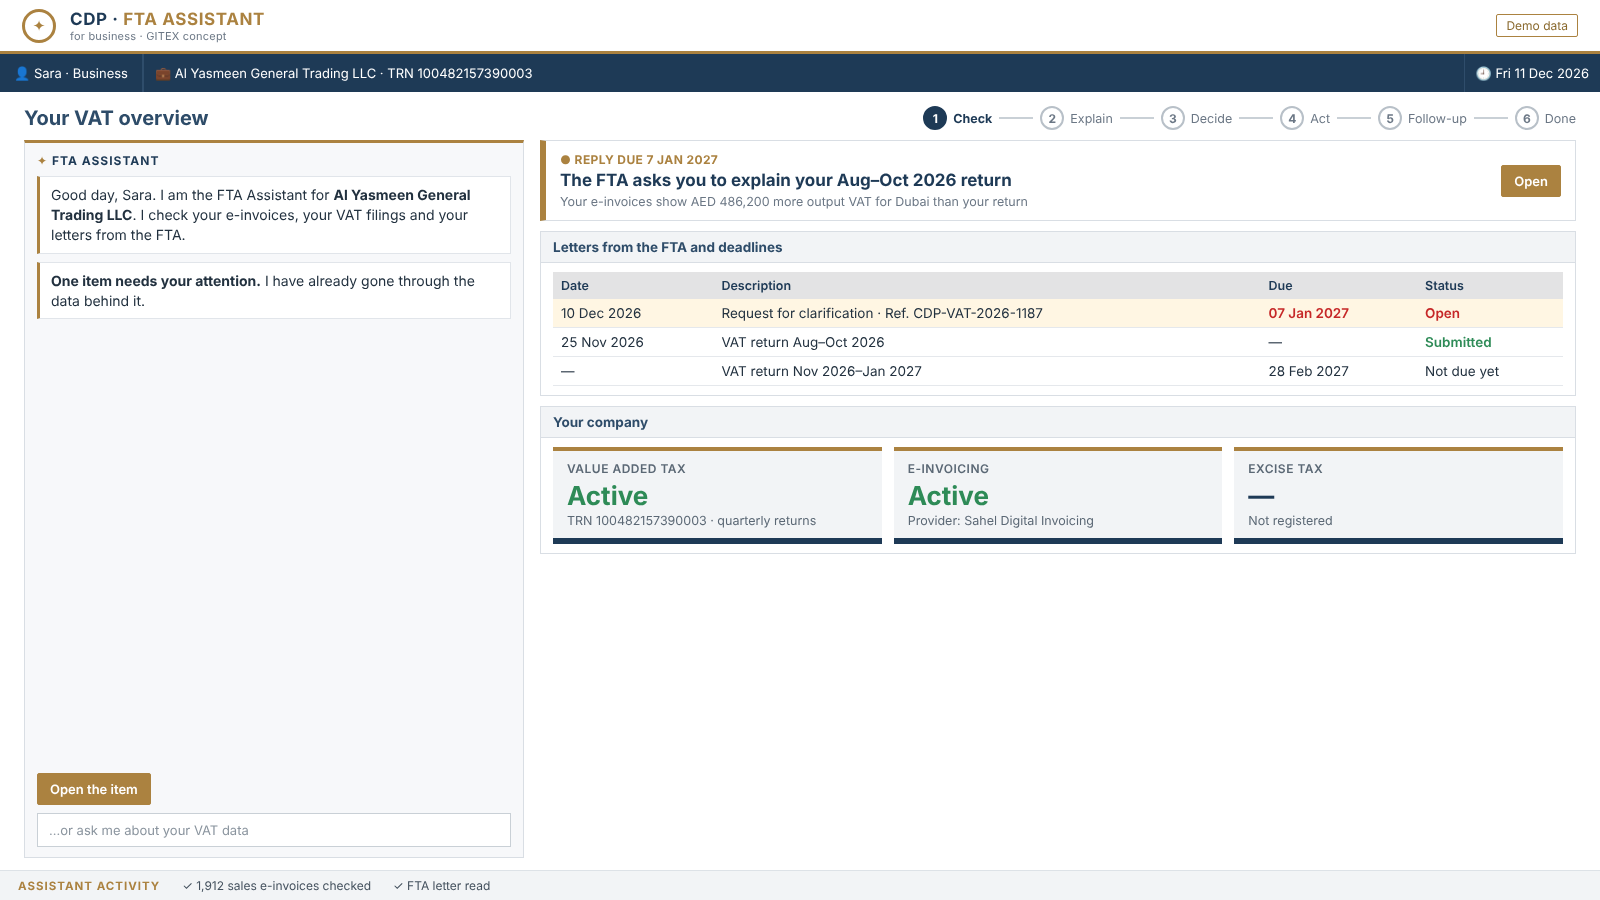 CDP · FTA ASSISTANT
for business · GITEX concept
Demo data
Sara · Business
Al Yasmeen General Trading LLC · TRN 100482157390003
Fri 11 Dec 2026
Your VAT overview
1 Check
2 Explain
3 Decide
4 Act
5 Follow-up
6 Done
FTA ASSISTANT
Good day, Sara. I am the FTA Assistant for Al Yasmeen General
Trading LLC. I check your e-invoices, your VAT filings and your
letters from the FTA.
One item needs your attention. I have already gone through the
data behind it.
Open the item
...or ask me about your VAT data
REPLY DUE 7 JAN 2027
The FTA asks you to explain your Aug–Oct 2026 return
Your e-invoices show AED 486,200 more output VAT for Dubai than your return
Open
Letters from the FTA and deadlines
Date Description Due Status
10 Dec 2026 Request for clarification · Ref. CDP-VAT-2026-1187 07 Jan 2027 Open
25 Nov 2026 VAT return Aug–Oct 2026 — Submitted
— VAT return Nov 2026–Jan 2027 28 Feb 2027 Not due yet
Your company
VALUE ADDED TAX
Active
TRN 100482157390003 · quarterly returns
E-INVOICING
Active
Provider: Sahel Digital Invoicing
EXCISE TAX
—
Not registered
ASSISTANT ACTIVITY
✓ 1,912 sales e-invoices checked
✓ FTA letter read